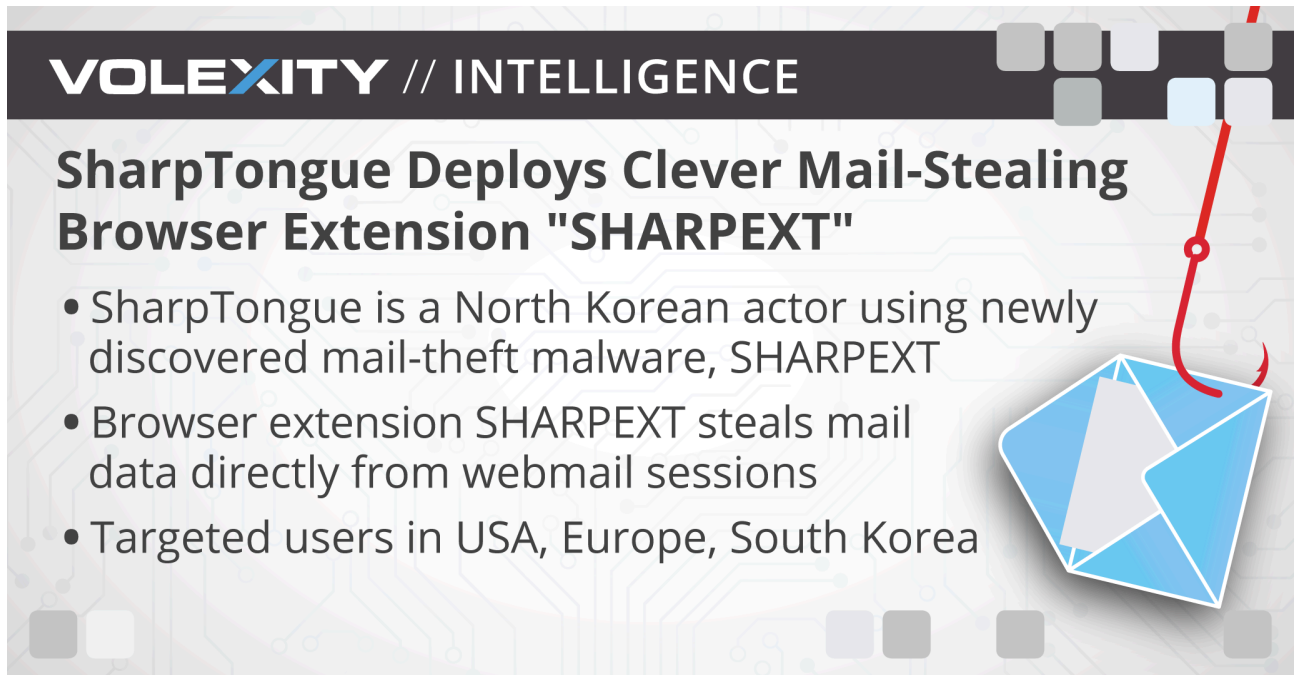 VOLEXITY // INTELLIGENCE
SharpTongue Deploys Clever Mail-Stealing
Browser Extension "SHARPEXT"
• SharpTongue is a North Korean actor using newly
discovered mail-theft malware, SHARPEXT
• Browser extension SHARPEXT steals mail
data directly from webmail sessions
• Targeted users in USA, Europe, South Korea